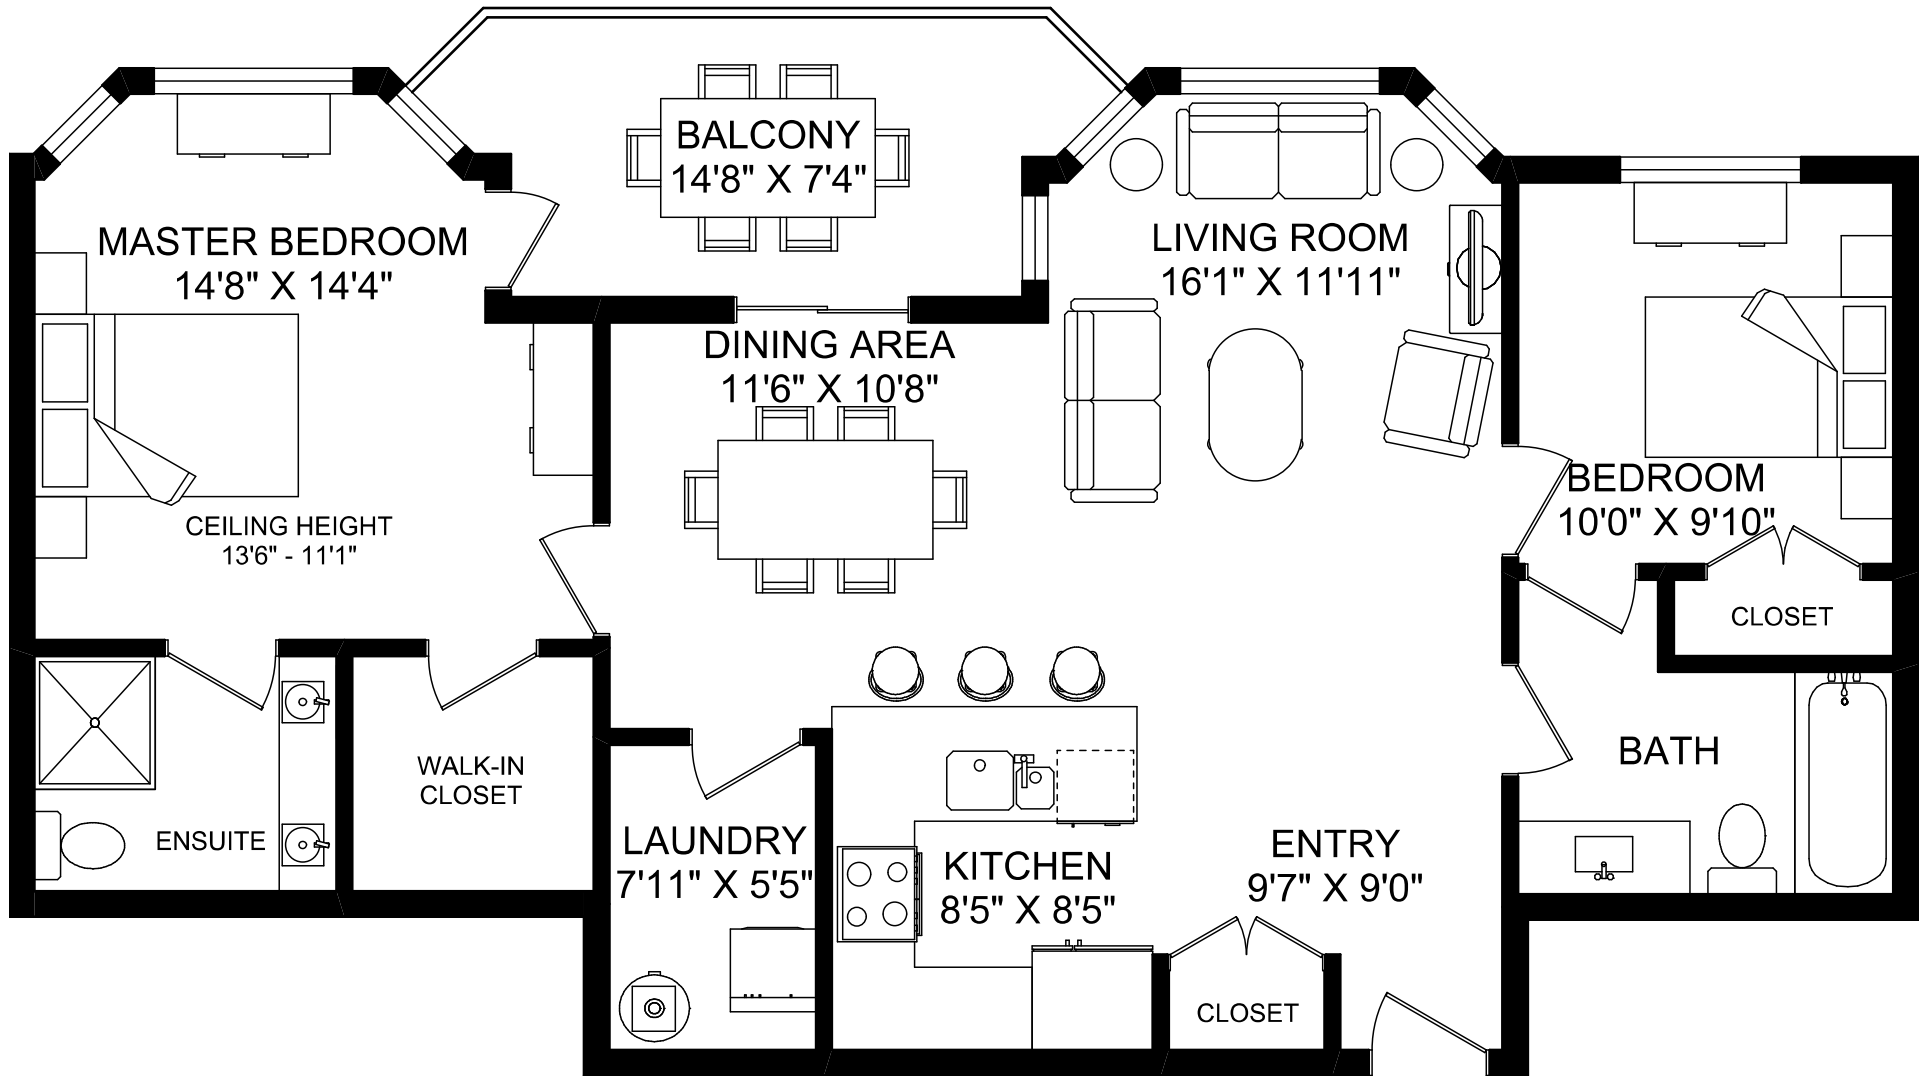 BALCONY
14'8" X 7'4"
MASTER BEDROOM
14'8" X 14'4"
LIVING ROOM
16'1" X 11'11"
DINING AREA
11'6" X 10'8"
BEDROOM
10'0" X 9'10"
CEILING HEIGHT
13'6" - 11'1"
CLOSET
WALK-IN
CLOSET
BATH
ENSUITE
LAUNDRY
7'11" X 5'5"
KITCHEN
8'5" X 8'5"
ENTRY
9'7" X 9'0"
CLOSET